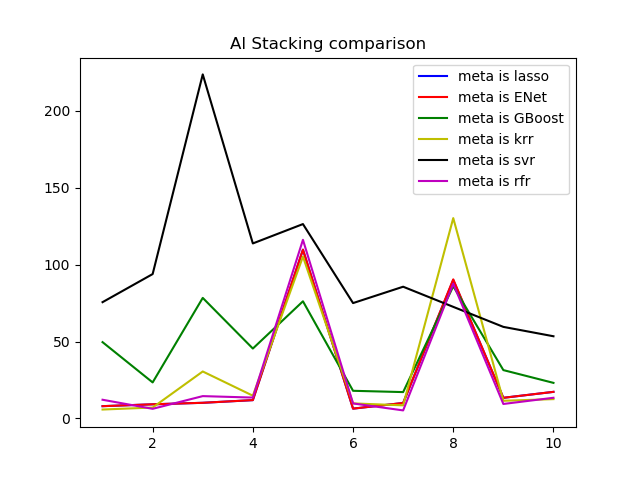 AI Stacking comparison
meta is lasso
meta is ENet
meta is GBoost
meta is krr
meta is svr
meta is rfr
200
150
100
50
0
2 4 6 8 10